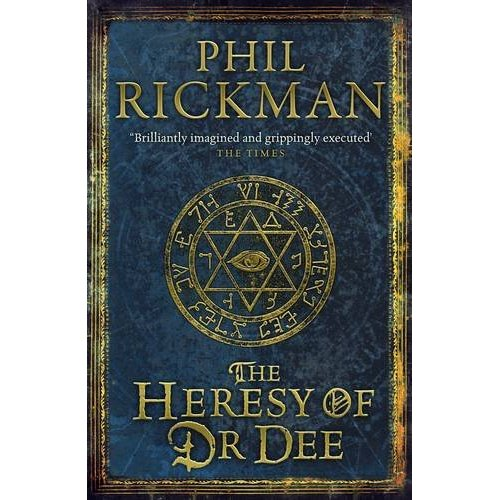 PHIL
RICKMAN
“Brilliantly imagined and grippingly executed’
THE TIMES
THE
HERESY OF
DR DEE